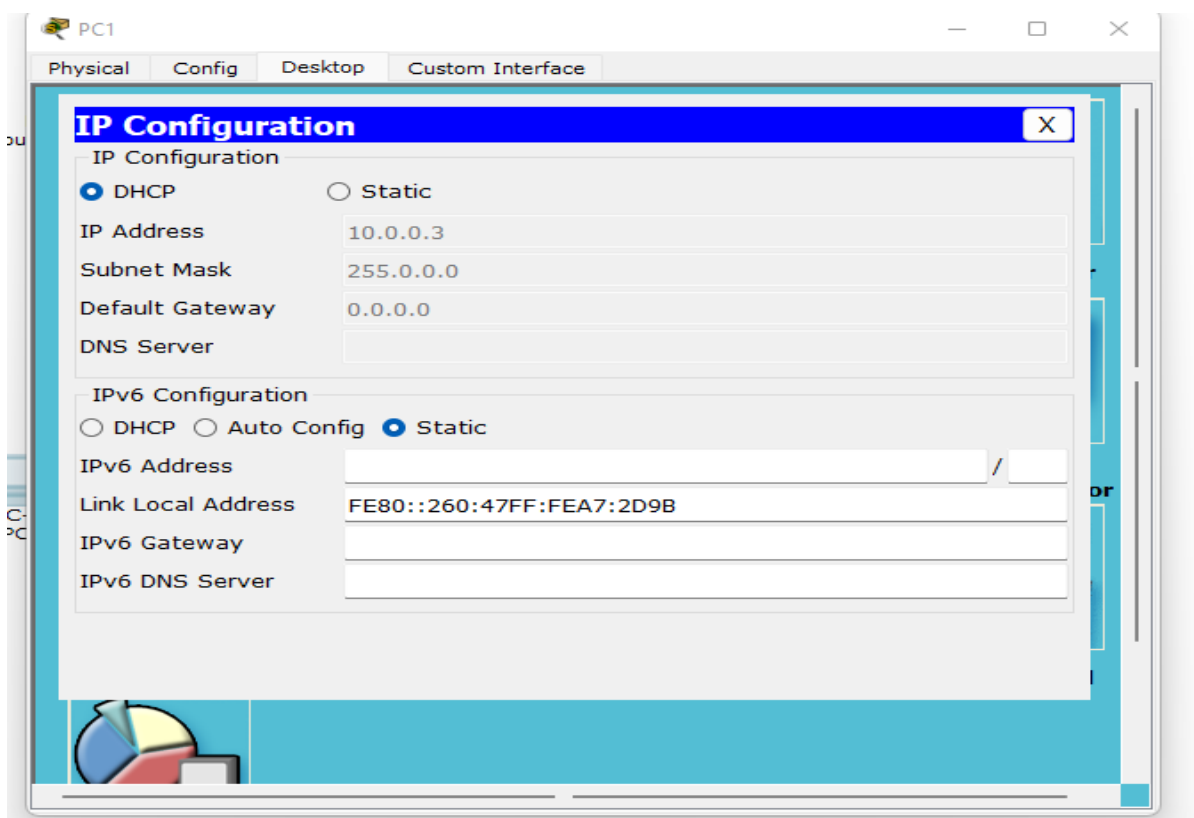 PC1
Physical Config Desktop Custom Interface
IP Configuration X
IP Configuration
DHCP Static
IP Address 10.0.0.3
Subnet Mask 255.0.0.0
Default Gateway 0.0.0.0
DNS Server
IPv6 Configuration
DHCP Auto Config Static
IPv6 Address /
Link Local Address FE80::260:47FF:FEA7:2D9B
IPv6 Gateway
IPv6 DNS Server